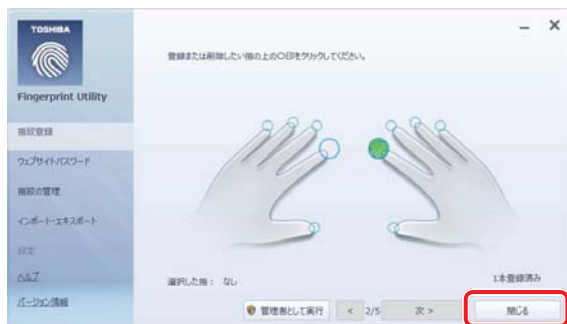 TOSHIBA
Fingerprint Utility
登録または削除したい指の上の○印をクリックしてください。
指紋登録
ウェブサイト/パスワード
指紋の管理
インポート・エクスポート
設定
ヘルプ
バージョン情報
選択した指： なし
1本登録済み
管理者として実行
< 2/5 次 >
閉じる